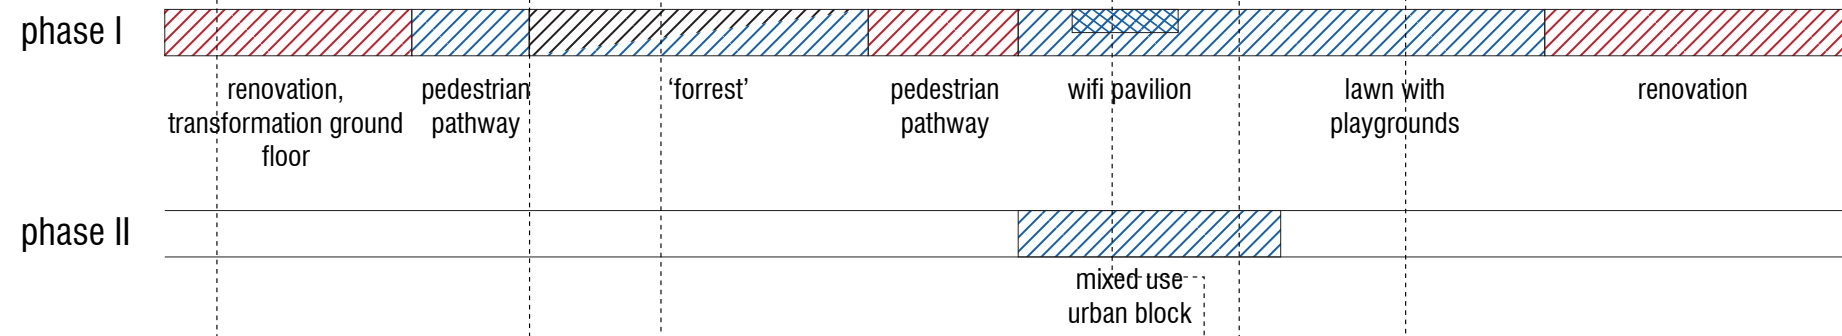 phase I
renovation,
transformation ground
floor
pedestrian
pathway
‘forrest’
pedestrian
pathway
wifi pavilion
lawn with
playgrounds
renovation
phase II
mixed use
urban block